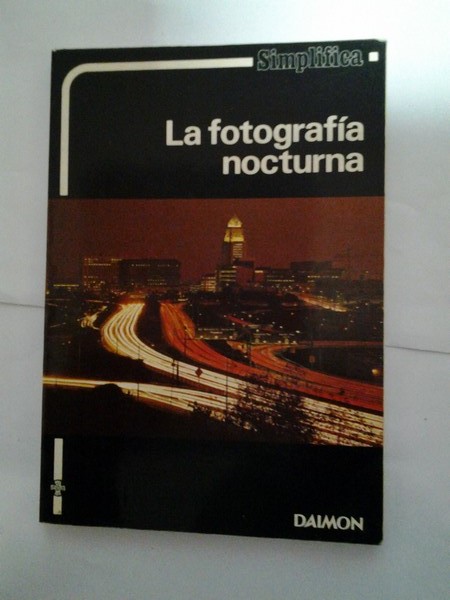 Simplifica
La fotografía
nocturna
DAIMON